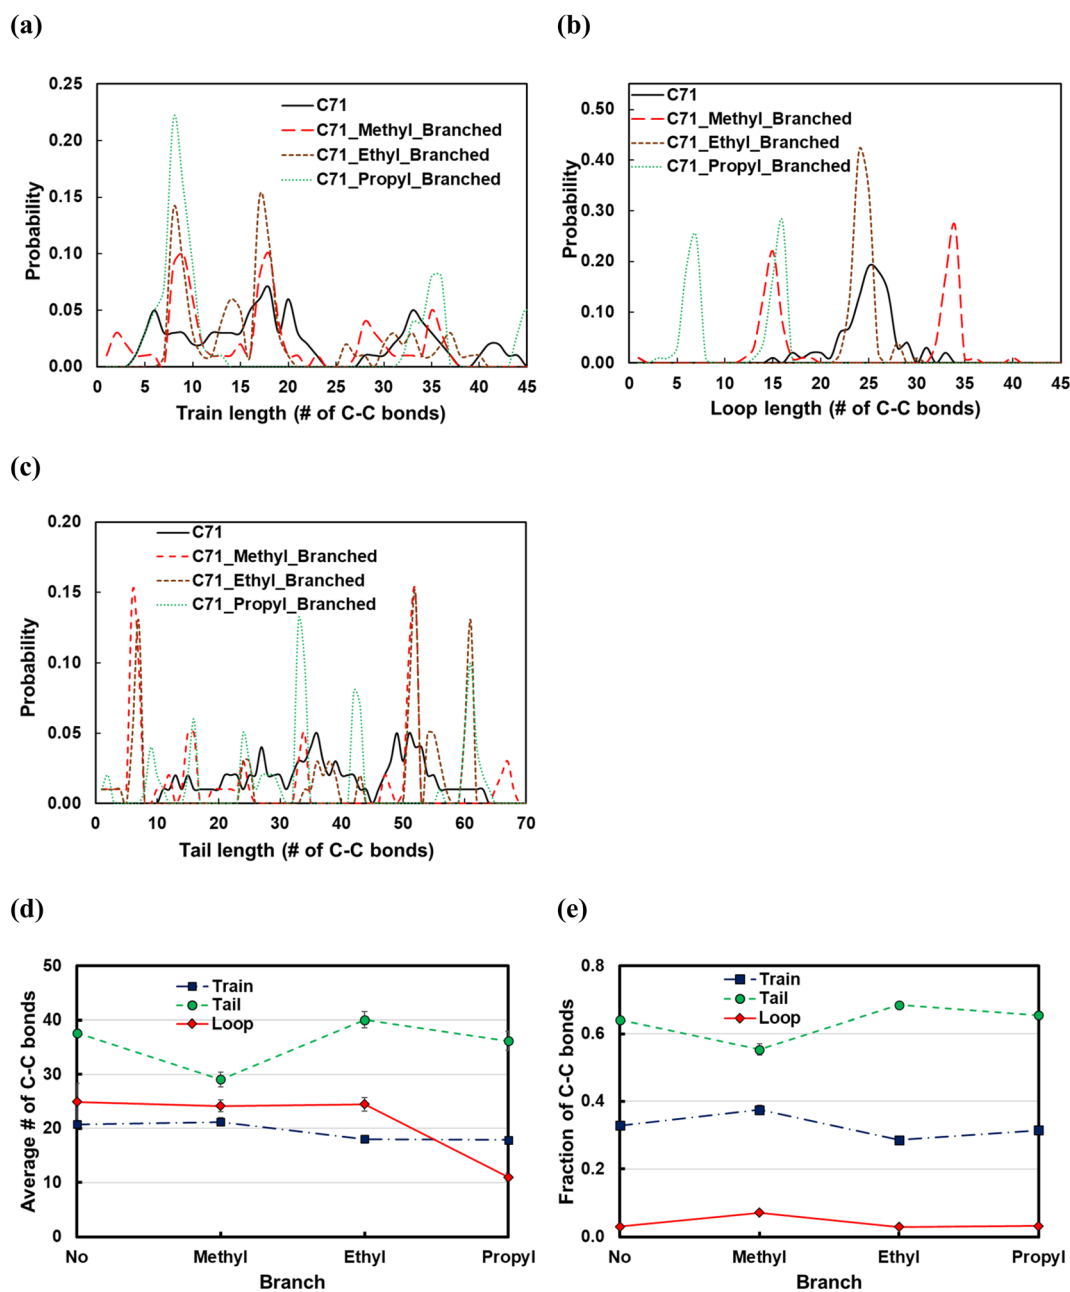 (a)
(b)
0.25
0.20
0.15
0.10
0.05
0.00
Probability
C71
C71_Methyl_Branched
C71_Ethyl_Branched
C71_Propyl_Branched
0 5 10 15 20 25 30 35 40 45
Train length (# of C-C bonds)
0.50
0.40
0.30
0.20
0.10
0.00
Probability
C71
C71_Methyl_Branched
C71_Ethyl_Branched
C71_Propyl_Branched
0 5 10 15 20 25 30 35 40 45
Loop length (# of C-C bonds)
(c)
0.20
0.15
0.10
0.05
0.00
Probability
C71
C71_Methyl_Branched
C71_Ethyl_Branched
C71_Propyl_Branched
0 10 20 30 40 50 60 70
Tail length (# of C-C bonds)
(d)
(e)
50
40
30
20
10
0
Average # of C-C bonds
Train
Tail
Loop
No Methyl Ethyl Propyl
Branch
0.8
0.6
0.4
0.2
0.0
Fraction of C-C bonds
Train
Tail
Loop
No Methyl Ethyl Propyl
Branch